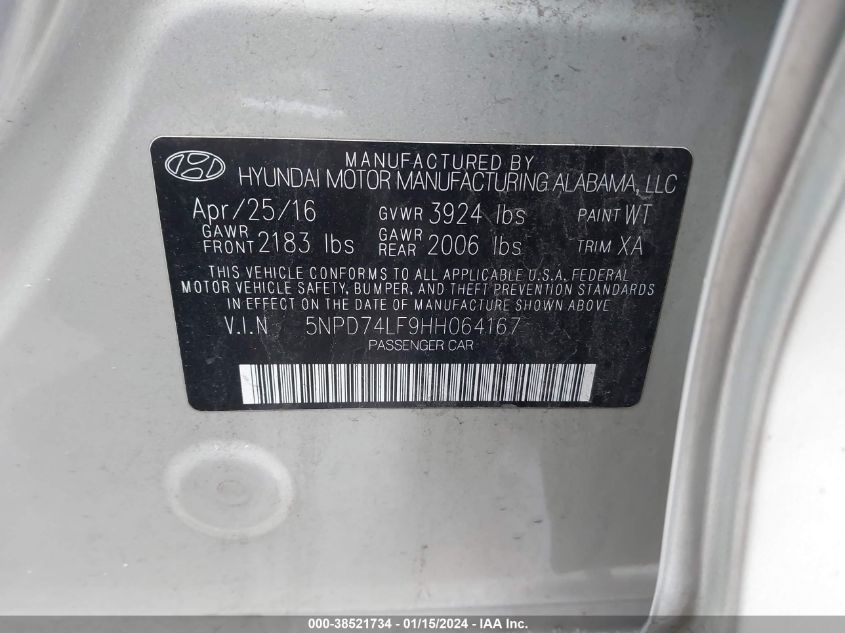 MANUFACTURED BY
HYUNDAI MOTOR MANUFACTURING ALABAMA, LLC
Apr/25/16 GVWR 3924 lbs PAINT WT
GAWR FRONT 2183 lbs GAWR REAR 2006 lbs TRIM XA
THIS VEHICLE CONFORMS TO ALL APPLICABLE U.S.A. FEDERAL
MOTOR VEHICLE SAFETY, BUMPER, AND THEFT PREVENTION STANDARDS
IN EFFECT ON THE DATE OF MANUFACTURE SHOWN ABOVE
V.I.N 5NPD74LF9HH064167
PASSENGER CAR
000-38521734 - 01/15/2024 - IAA Inc.